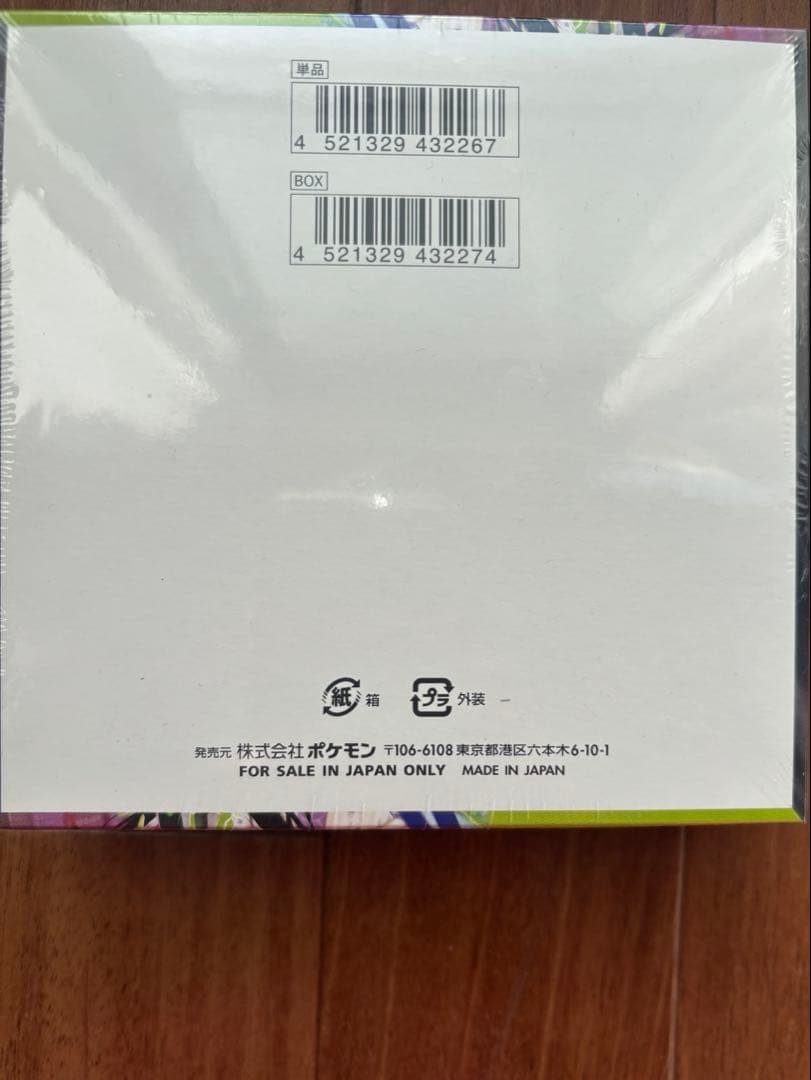 単品
4 521329 432267
BOX
4 521329 432274
紙 箱 プラ 外装
発売元 株式会社ポケモン 〒106-6108 東京都港区六本木6-10-1
FOR SALE IN JAPAN ONLY MADE IN JAPAN